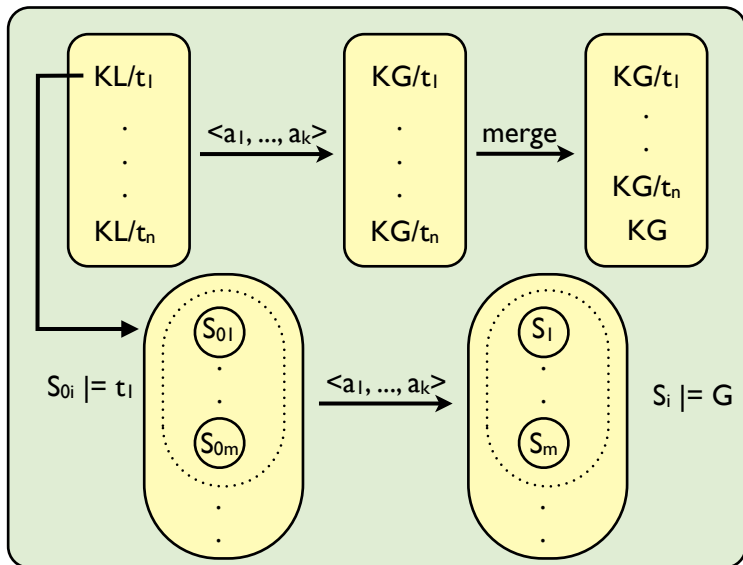 KL/t₁ KG/t₁ KG/t₁
<a₁, ..., aₖ> merge
KG/tₙ
KL/tₙ KG/tₙ KG
S₀₁ S₁
S₀ᵢ |= t₁ <a₁, ..., aₖ> Sᵢ |= G
S₀ₘ Sₘ